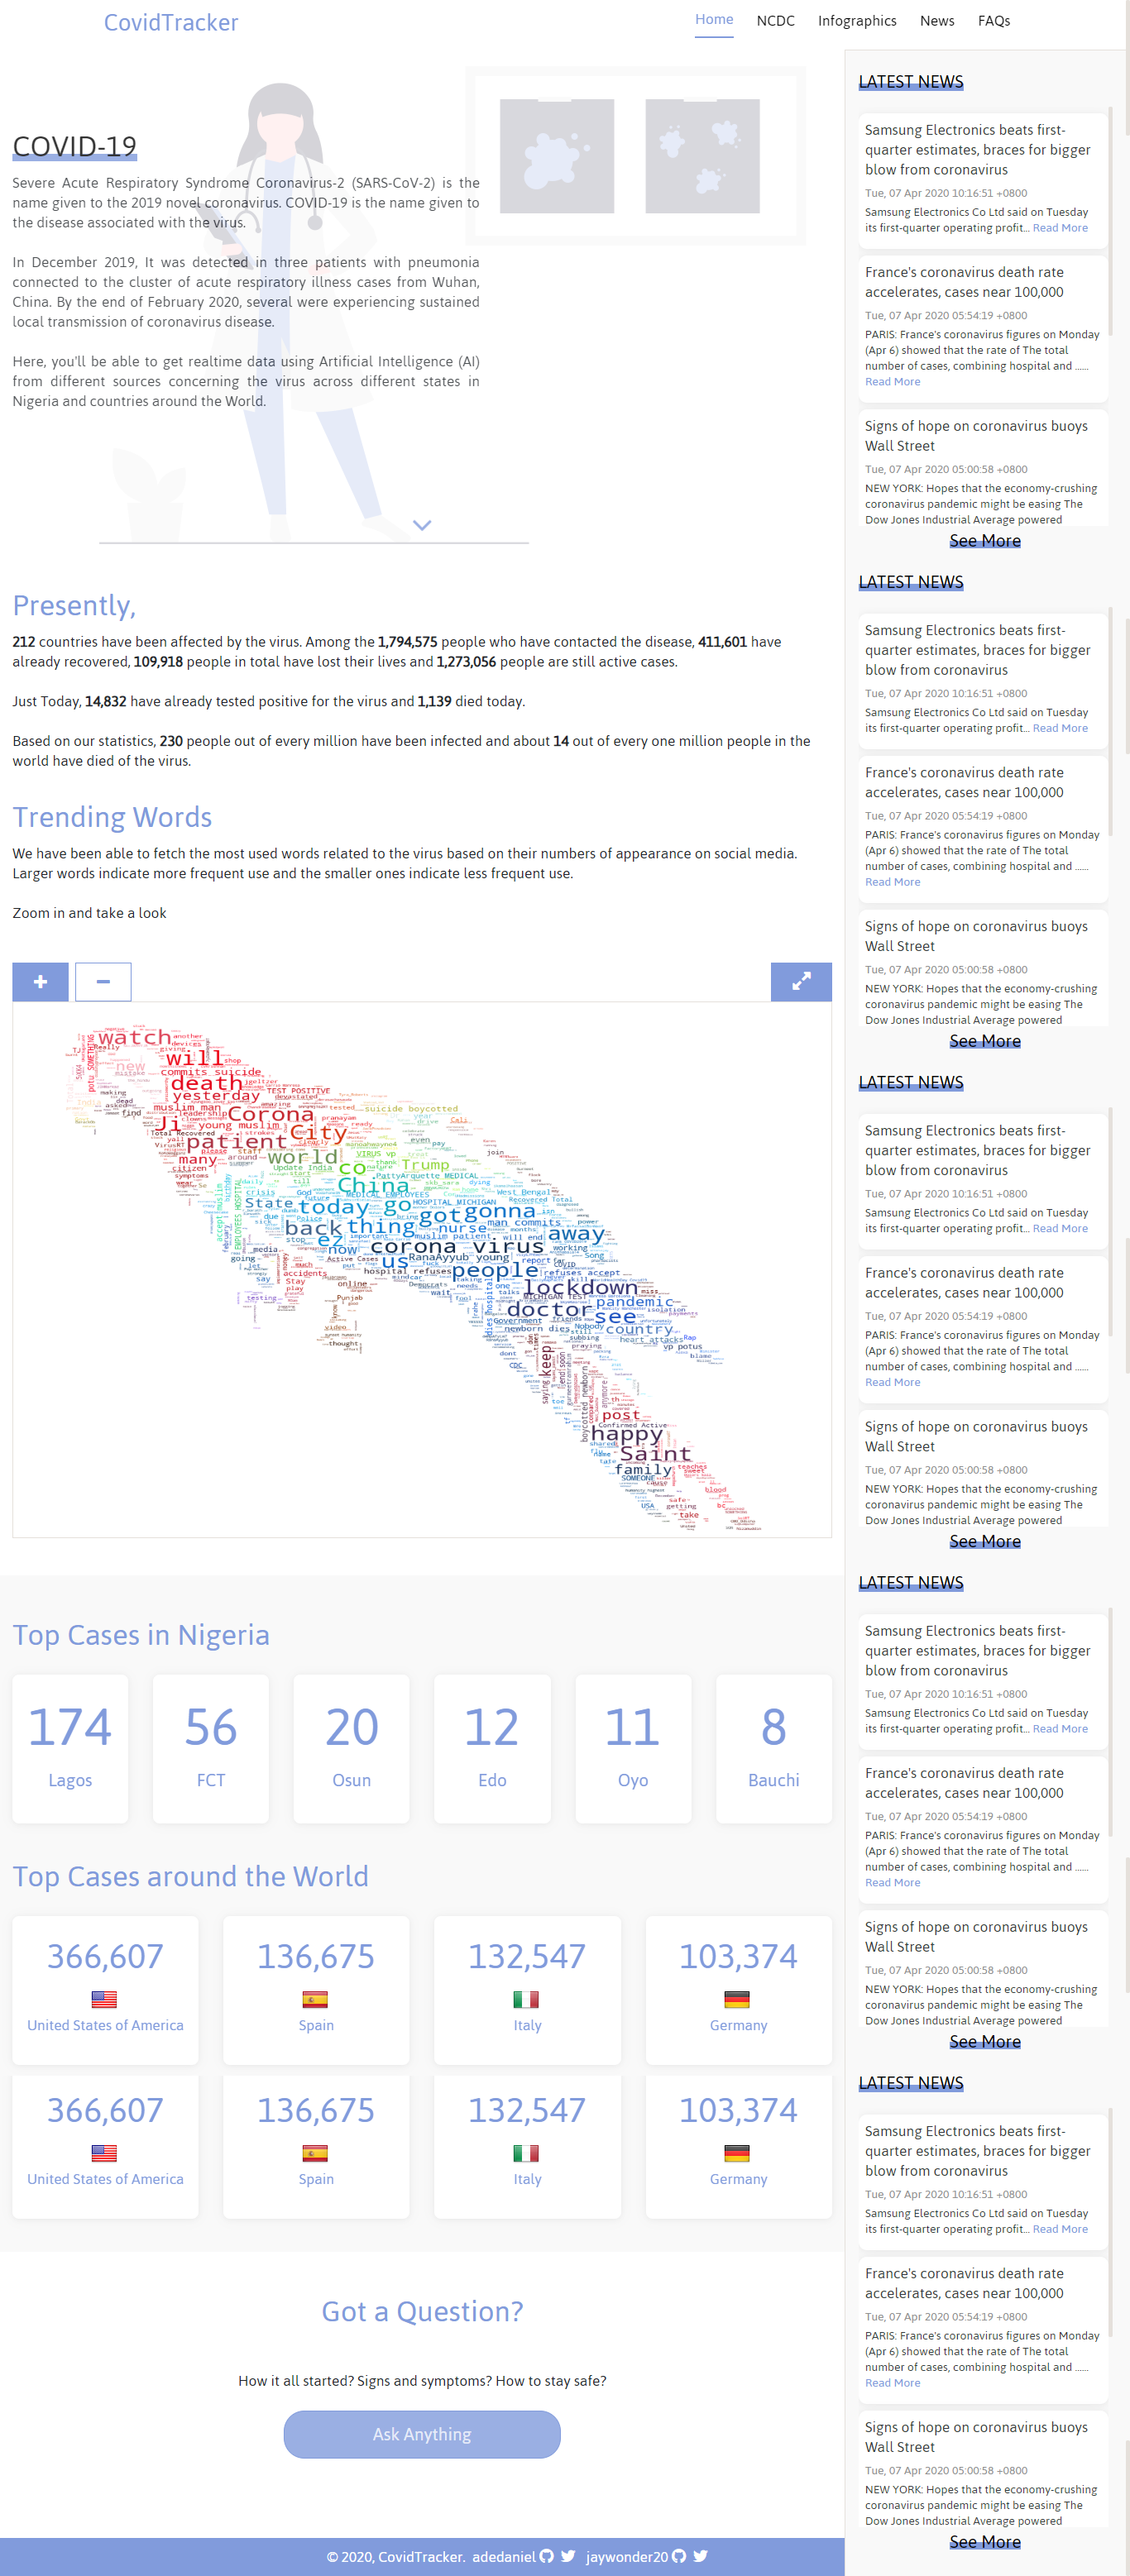 CovidTracker
Home NCDC Infographics News FAQs
COVID-19
Severe Acute Respiratory Syndrome Coronavirus-2 (SARS-CoV-2) is the
name given to the 2019 novel coronavirus. COVID-19 is the name given to
the disease associated with the virus.
In December 2019, It was detected in three patients with pneumonia
connected to the cluster of acute respiratory illness cases from Wuhan,
China. By the end of February 2020, several were experiencing sustained
local transmission of coronavirus disease.
Here, you'll be able to get realtime data using Artificial Intelligence (AI)
from different sources concerning the virus across different states in
Nigeria and countries around the World.
Presently,
212 countries have been affected by the virus. Among the 1,794,575 people who have contacted the disease, 411,601 have
already recovered, 109,918 people in total have lost their lives and 1,273,056 people are still active cases.
Just Today, 14,832 have already tested positive for the virus and 1,139 died today.
Based on our statistics, 230 people out of every million have been infected and about 14 out of every one million people in the
world have died of the virus.
Trending Words
We have been able to fetch the most used words related to the virus based on their numbers of appearance on social media.
Larger words indicate more frequent use and the smaller ones indicate less frequent use.
Zoom in and take a look
watch
will
new
commits suicide
death
yesterday
TEST POSITIVE
muslim man
Corona
suicide boycotted
Ji
young muslim
City
patient
many
world
co
Trump
Update India
China
PattyArquette MEDICAL
State
today
go
HOSPITAL MICHIGAN
West Bengal
got
gonna
back
thing
nurse
man commits
away
ez
now
corona virus
us
RanaAyyub young
hospital refuses
people
refuses accept
lockdown
doctor
see
pandemic
country
Government
newborn dies
heart attacks
vp potus
keep
post
happy
Saint
family
SOMEONE
USA
take
Top Cases in Nigeria
174 56 20 12 11 8
Lagos FCT Osun Edo Oyo Bauchi
Top Cases around the World
366,607 136,675 132,547 103,374
United States of America Spain Italy Germany
366,607 136,675 132,547 103,374
United States of America Spain Italy Germany
Got a Question?
How it all started? Signs and symptoms? How to stay safe?
Ask Anything
© 2020, CovidTracker. adedaniel jaywonder20
LATEST NEWS
Samsung Electronics beats first-
quarter estimates, braces for bigger
blow from coronavirus
Tue, 07 Apr 2020 10:16:51 +0800
Samsung Electronics Co Ltd said on Tuesday
its first-quarter operating profit... Read More
France's coronavirus death rate
accelerates, cases near 100,000
Tue, 07 Apr 2020 05:54:19 +0800
PARIS: France's coronavirus figures on Monday
(Apr 6) showed that the rate of The total
number of cases, combining hospital and ......
Read More
Signs of hope on coronavirus buoys
Wall Street
Tue, 07 Apr 2020 05:00:58 +0800
NEW YORK: Hopes that the economy-crushing
coronavirus pandemic might be easing The
Dow Jones Industrial Average powered
See More
LATEST NEWS
Samsung Electronics beats first-
quarter estimates, braces for bigger
blow from coronavirus
Tue, 07 Apr 2020 10:16:51 +0800
Samsung Electronics Co Ltd said on Tuesday
its first-quarter operating profit... Read More
France's coronavirus death rate
accelerates, cases near 100,000
Tue, 07 Apr 2020 05:54:19 +0800
PARIS: France's coronavirus figures on Monday
(Apr 6) showed that the rate of The total
number of cases, combining hospital and ......
Read More
Signs of hope on coronavirus buoys
Wall Street
Tue, 07 Apr 2020 05:00:58 +0800
NEW YORK: Hopes that the economy-crushing
coronavirus pandemic might be easing The
Dow Jones Industrial Average powered
See More
LATEST NEWS
Samsung Electronics beats first-
quarter estimates, braces for bigger
blow from coronavirus
Tue, 07 Apr 2020 10:16:51 +0800
Samsung Electronics Co Ltd said on Tuesday
its first-quarter operating profit... Read More
France's coronavirus death rate
accelerates, cases near 100,000
Tue, 07 Apr 2020 05:54:19 +0800
PARIS: France's coronavirus figures on Monday
(Apr 6) showed that the rate of The total
number of cases, combining hospital and ......
Read More
Signs of hope on coronavirus buoys
Wall Street
Tue, 07 Apr 2020 05:00:58 +0800
NEW YORK: Hopes that the economy-crushing
coronavirus pandemic might be easing The
Dow Jones Industrial Average powered
See More
LATEST NEWS
Samsung Electronics beats first-
quarter estimates, braces for bigger
blow from coronavirus
Tue, 07 Apr 2020 10:16:51 +0800
Samsung Electronics Co Ltd said on Tuesday
its first-quarter operating profit... Read More
France's coronavirus death rate
accelerates, cases near 100,000
Tue, 07 Apr 2020 05:54:19 +0800
PARIS: France's coronavirus figures on Monday
(Apr 6) showed that the rate of The total
number of cases, combining hospital and ......
Read More
Signs of hope on coronavirus buoys
Wall Street
Tue, 07 Apr 2020 05:00:58 +0800
NEW YORK: Hopes that the economy-crushing
coronavirus pandemic might be easing The
Dow Jones Industrial Average powered
See More
LATEST NEWS
Samsung Electronics beats first-
quarter estimates, braces for bigger
blow from coronavirus
Tue, 07 Apr 2020 10:16:51 +0800
Samsung Electronics Co Ltd said on Tuesday
its first-quarter operating profit... Read More
France's coronavirus death rate
accelerates, cases near 100,000
Tue, 07 Apr 2020 05:54:19 +0800
PARIS: France's coronavirus figures on Monday
(Apr 6) showed that the rate of The total
number of cases, combining hospital and ......
Read More
Signs of hope on coronavirus buoys
Wall Street
Tue, 07 Apr 2020 05:00:58 +0800
NEW YORK: Hopes that the economy-crushing
coronavirus pandemic might be easing The
Dow Jones Industrial Average powered
See More